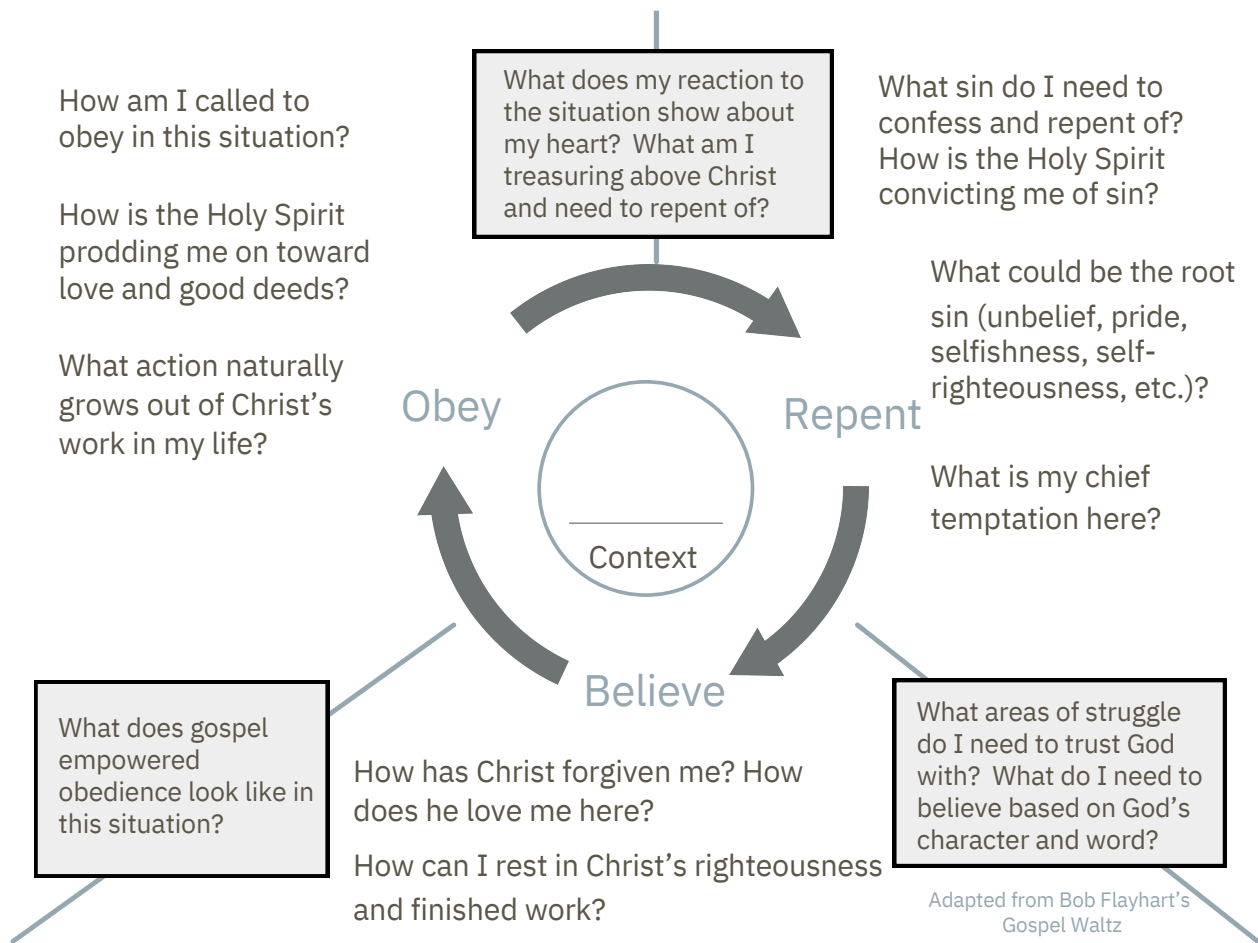 How am I called to
obey in this situation?
How is the Holy Spirit
prodding me on toward
love and good deeds?
What action naturally
grows out of Christ’s
work in my life?
What does my reaction to
the situation show about
my heart?  What am I
treasuring above Christ
and need to repent of?
What sin do I need to
confess and repent of?
How is the Holy Spirit
convicting me of sin?
What could be the root
sin (unbelief, pride,
selfishness, self-
righteousness, etc.)?
What is my chief
temptation here?
Obey
Repent
Context
Believe
What does gospel
empowered
obedience look like in
this situation?
How has Christ forgiven me? How
does he love me here?
How can I rest in Christ’s righteousness
and finished work?
What areas of struggle
do I need to trust God
with?  What do I need to
believe based on God’s
character and word?
Adapted from Bob Flayhart’s
Gospel Waltz